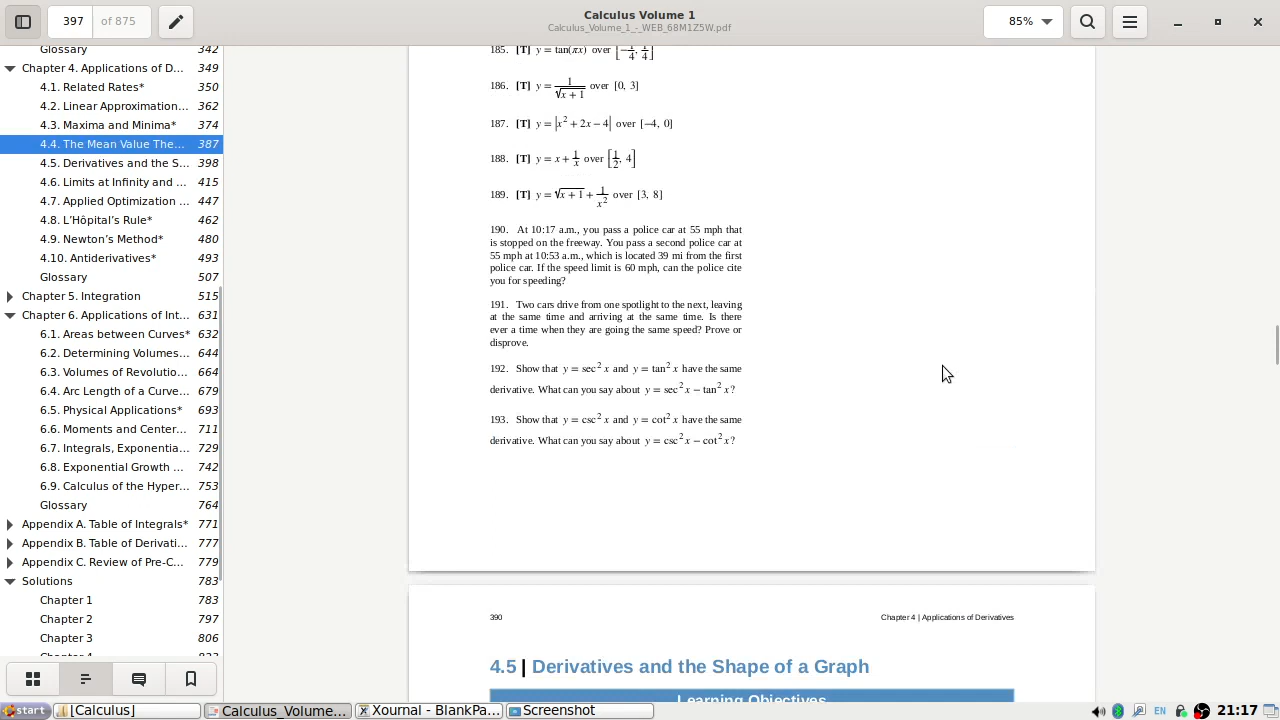 397 of 875
Calculus Volume 1
Calculus_Volume_1_-_WEB_68M1Z5W.pdf
85%
Glossary 342
Chapter 4. Applications of D... 349
4.1. Related Rates* 350
4.2. Linear Approximation... 362
4.3. Maxima and Minima* 374
4.4. The Mean Value The... 387
4.5. Derivatives and the S... 398
4.6. Limits at Infinity and ... 415
4.7. Applied Optimization ... 447
4.8. L’Hôpital’s Rule* 462
4.9. Newton’s Method* 480
4.10. Antiderivatives* 493
Glossary 507
Chapter 5. Integration 515
Chapter 6. Applications of Int... 631
6.1. Areas between Curves* 632
6.2. Determining Volumes... 644
6.3. Volumes of Revolutio... 664
6.4. Arc Length of a Curve... 679
6.5. Physical Applications* 693
6.6. Moments and Center... 711
6.7. Integrals, Exponentia... 729
6.8. Exponential Growth ... 742
6.9. Calculus of the Hyper... 753
Glossary 764
Appendix A. Table of Integrals* 771
Appendix B. Table of Derivati... 777
Appendix C. Review of Pre-C... 779
Solutions 783
Chapter 1 783
Chapter 2 797
Chapter 3 806
185. [T] y = tan(πx) over [−1/4, 1/4]
186. [T] y = 1/√(x + 1) over [0, 3]
187. [T] y = |x² + 2x − 4| over [−4, 0]
188. [T] y = x + 1/x over [1/2, 4]
189. [T] y = √(x + 1) + 1/x² over [3, 8]
190. At 10:17 a.m., you pass a police car at 55 mph that
is stopped on the freeway. You pass a second police car at
55 mph at 10:53 a.m., which is located 39 mi from the first
police car. If the speed limit is 60 mph, can the police cite
you for speeding?
191. Two cars drive from one spotlight to the next, leaving
at the same time and arriving at the same time. Is there
ever a time when they are going the same speed? Prove or
disprove.
192. Show that y = sec² x and y = tan² x have the same
derivative. What can you say about y = sec² x − tan² x?
193. Show that y = csc² x and y = cot² x have the same
derivative. What can you say about y = csc² x − cot² x?
390 Chapter 4 | Applications of Derivatives
4.5 | Derivatives and the Shape of a Graph
Learning Objectives
start [Calculus] Calculus_Volume... Xournal - BlankPa... Screenshot EN 21:17